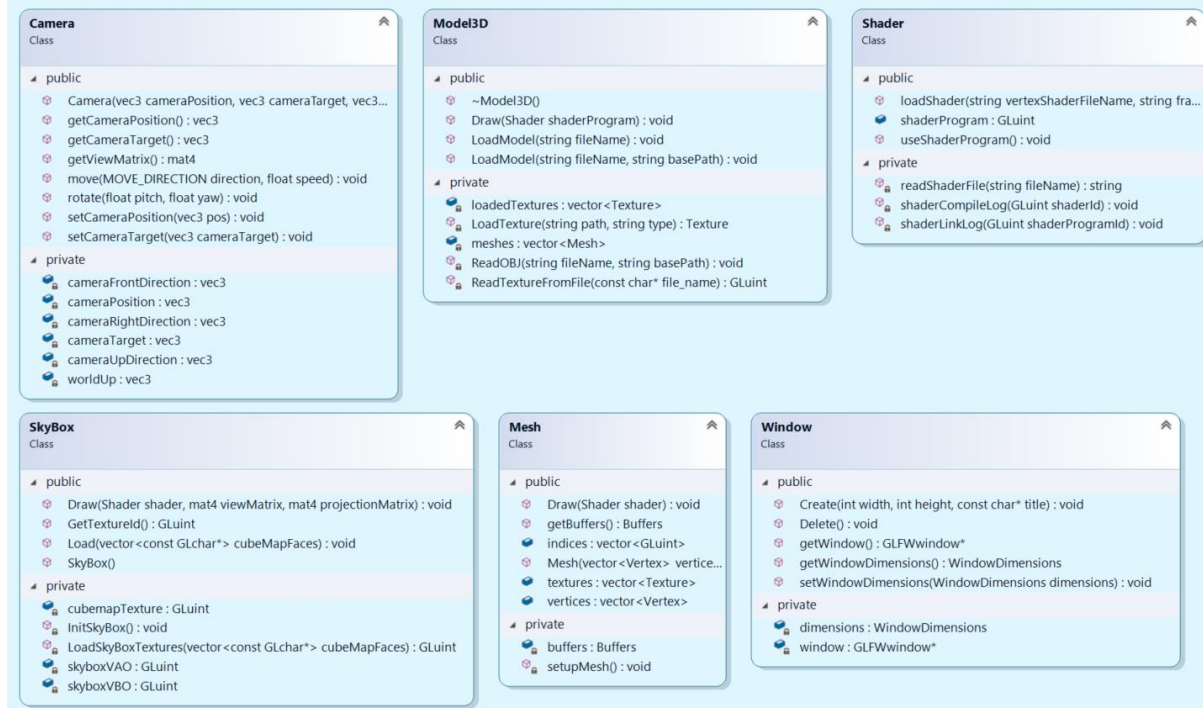 Camera
Class
public
Camera(vec3 cameraPosition, vec3 cameraTarget, vec3...
getCameraPosition() : vec3
getCameraTarget() : vec3
getViewMatrix() : mat4
move(MOVE_DIRECTION direction, float speed) : void
rotate(float pitch, float yaw) : void
setCameraPosition(vec3 pos) : void
setCameraTarget(vec3 cameraTarget) : void
private
cameraFrontDirection : vec3
cameraPosition : vec3
cameraRightDirection : vec3
cameraTarget : vec3
cameraUpDirection : vec3
worldUp : vec3
Model3D
Class
public
~Model3D()
Draw(Shader shaderProgram) : void
LoadModel(string fileName) : void
LoadModel(string fileName, string basePath) : void
private
loadedTextures : vector<Texture>
LoadTexture(string path, string type) : Texture
meshes : vector<Mesh>
ReadOBJ(string fileName, string basePath) : void
ReadTextureFromFile(const char* file_name) : GLuint
Shader
Class
public
loadShader(string vertexShaderFileName, string fra...
shaderProgram : GLuint
useShaderProgram() : void
private
readShaderFile(string fileName) : string
shaderCompileLog(GLuint shaderId) : void
shaderLinkLog(GLuint shaderProgramId) : void
SkyBox
Class
public
Draw(Shader shader, mat4 viewMatrix, mat4 projectionMatrix) : void
GetTextureId() : GLuint
Load(vector<const GLchar*> cubeMapFaces) : void
SkyBox()
private
cubemapTexture : GLuint
InitSkyBox() : void
LoadSkyBoxTextures(vector<const GLchar*> cubeMapFaces) : GLuint
skyboxVAO : GLuint
skyboxVBO : GLuint
Mesh
Class
public
Draw(Shader shader) : void
getBuffers() : Buffers
indices : vector<GLuint>
Mesh(vector<Vertex> vertice...
textures : vector<Texture>
vertices : vector<Vertex>
private
buffers : Buffers
setupMesh() : void
Window
Class
public
Create(int width, int height, const char* title) : void
Delete() : void
getWindow() : GLFWwindow*
getWindowDimensions() : WindowDimensions
setWindowDimensions(WindowDimensions dimensions) : void
private
dimensions : WindowDimensions
window : GLFWwindow*